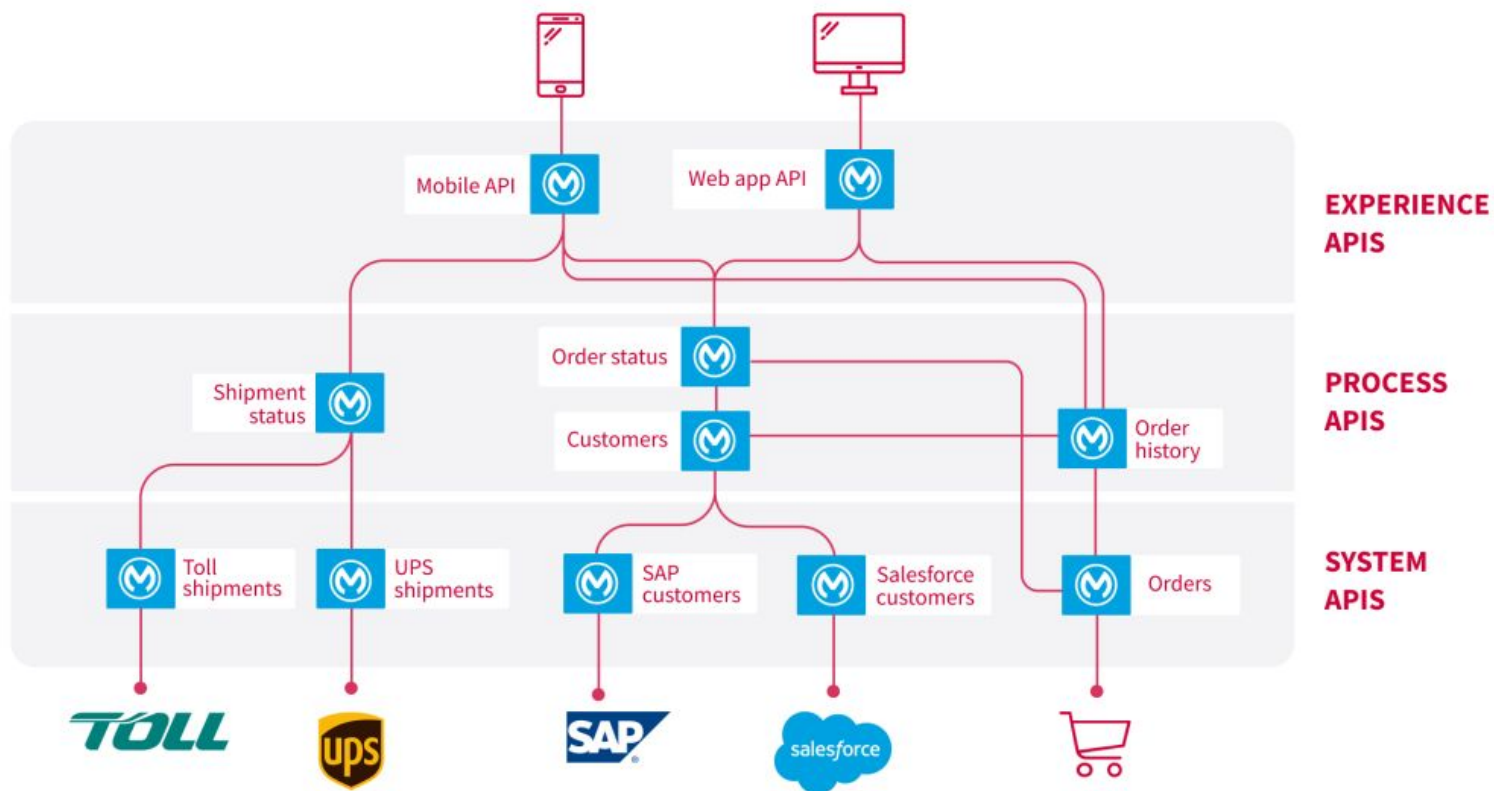 Mobile API
Web app API
EXPERIENCE
APIS
Order status
Shipment
status
Customers
Order
history
PROCESS
APIS
Toll
shipments
UPS
shipments
SAP
customers
Salesforce
customers
Orders
SYSTEM
APIS
TOLL
ups
SAP
®
salesforce